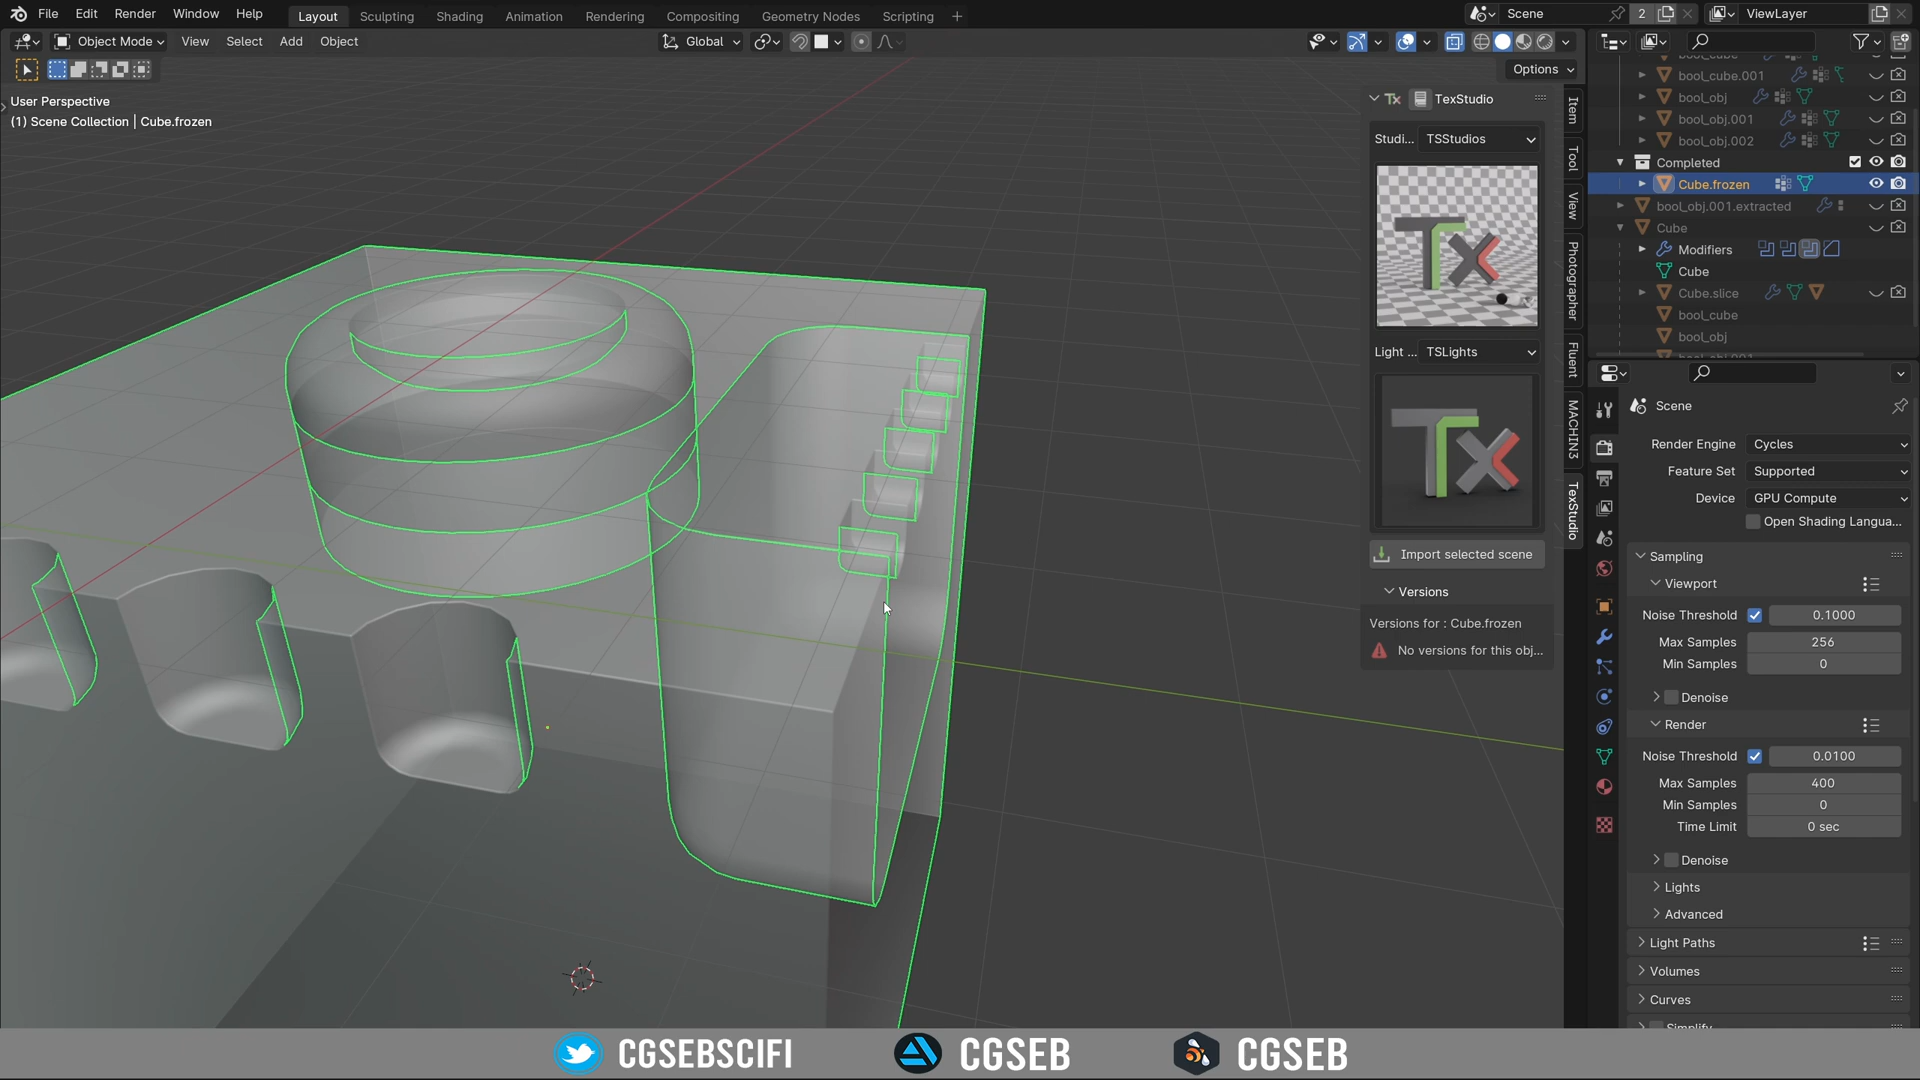 File Edit Render Window Help Layout Sculpting Shading Animation Rendering Compositing Geometry Nodes Scripting + Scene 2 ViewLayer
Object Mode View Select Add Object Global
Options
User Perspective
(1) Scene Collection | Cube.frozen
TexStudio
Studi... TSStudios
Light ... TSLights
Import selected scene
Versions
Versions for : Cube.frozen
No versions for this obj...
Item
Tool
View
Photographer
Fluent
MACHIN3
TexStudio
bool_cube
bool_cube.001
bool_obj
bool_obj.001
bool_obj.002
Completed
Cube.frozen
bool_obj.001.extracted
Cube
Modifiers
Cube
Cube.slice
bool_cube
bool_obj
Scene
Render Engine Cycles
Feature Set Supported
Device GPU Compute
Open Shading Langua...
Sampling
Viewport
Noise Threshold 0.1000
Max Samples 256
Min Samples 0
Denoise
Render
Noise Threshold 0.0100
Max Samples 400
Min Samples 0
Time Limit 0 sec
Denoise
Lights
Advanced
Light Paths
Volumes
Curves
Simplify
CGSEBSCIFI CGSEB CGSEB